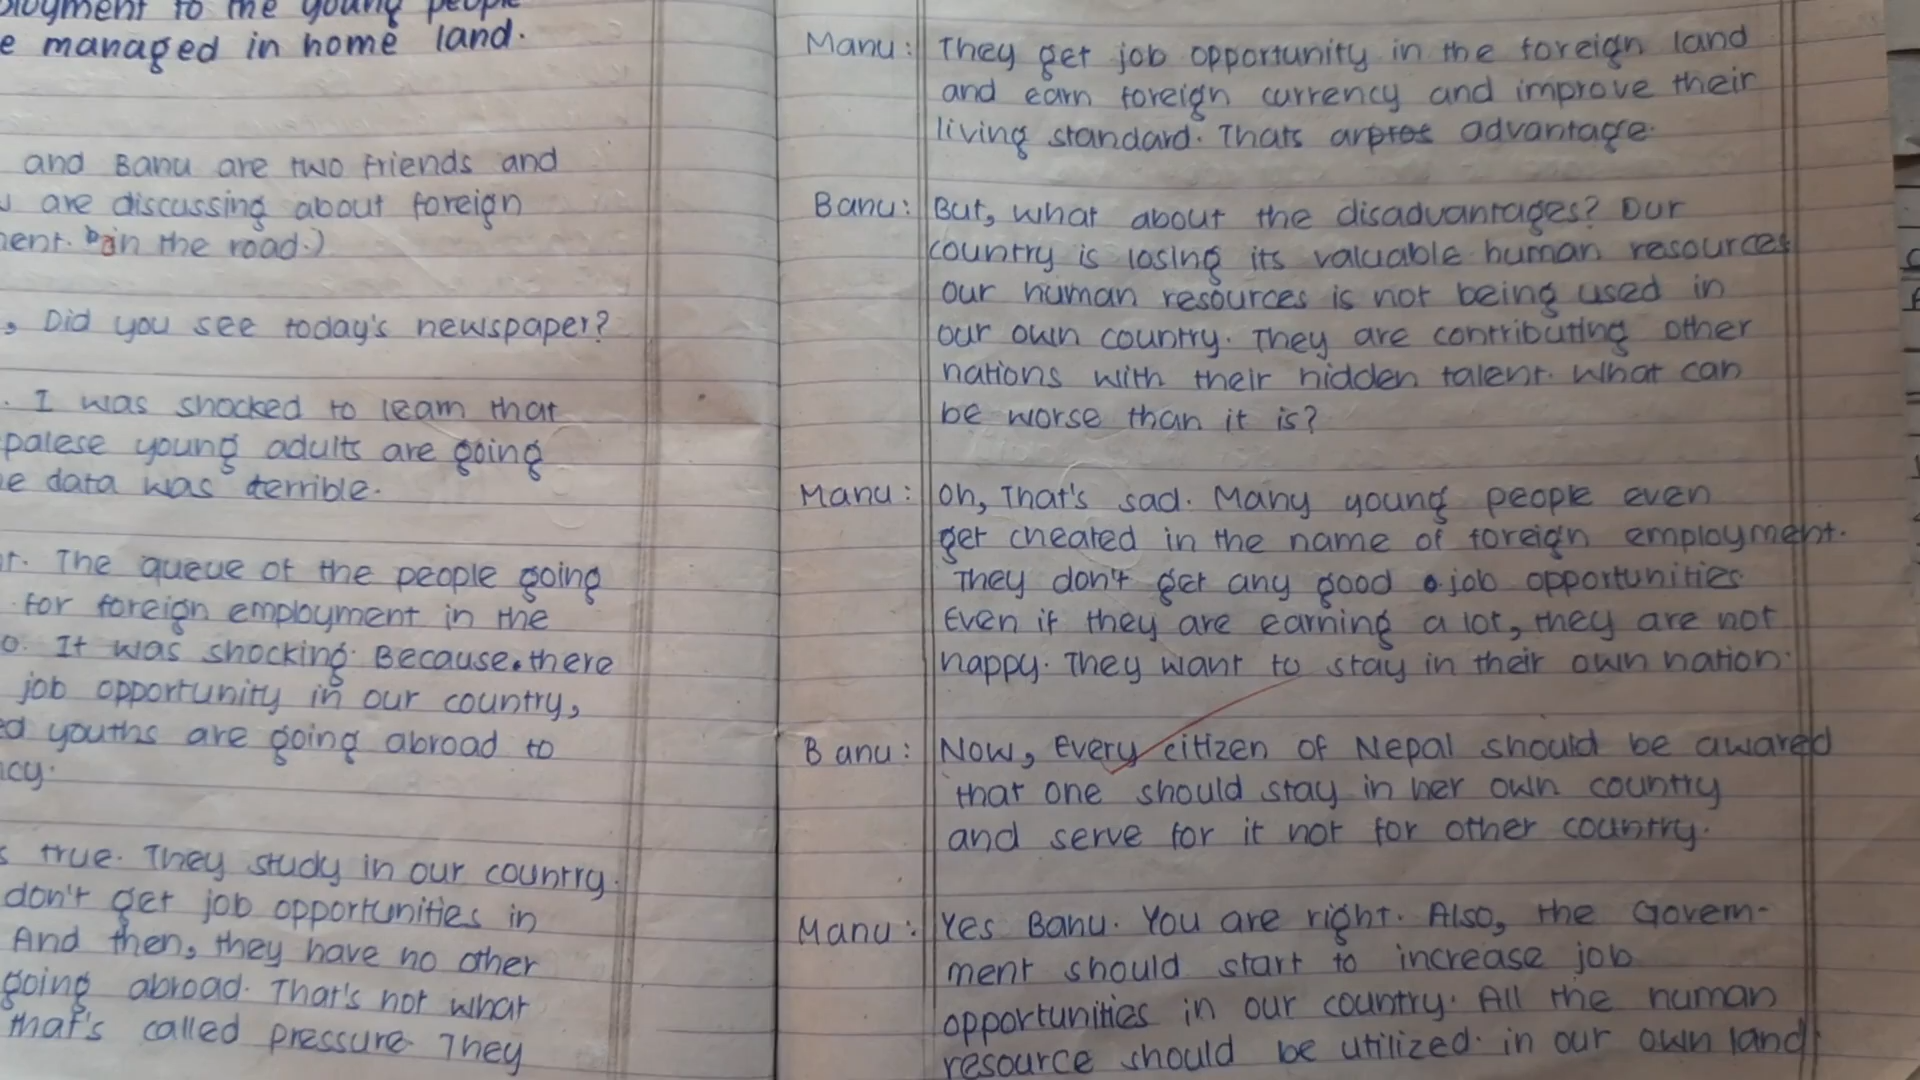 ployment to the young people
e managed in home land.
and Banu are two friends and
u are discussing about foreign
ment. in the road.)
, Did you see today's newspaper?
. I was shocked to learn that
palese young adults are going
e data was terrible.
r. The queue of the people going
for foreign employment in the
o. It was shocking. Because there
job opportunity in our country,
ed youths are going abroad to
ncy.
s true. They study in our country.
don't get job opportunities in
And then, they have no other
going abroad. That's not what
that's called pressure. They
Manu: They get job opportunity in the foreign land
and earn foreign currency and improve their
living standard. Thats advantage.
Banu: But, what about the disadvantages? Our
country is losing its valuable human resources
our human resources is not being used in
our own country. They are contributing other
nations with their hidden talent. What can
be worse than it is?
Manu: Oh, That's sad. Many young people even
get cheated in the name of foreign employment.
They don't get any good job opportunities
Even if they are earning a lot, they are not
happy. They want to stay in their own nation.
Banu: Now, Every citizen of Nepal should be awared
that one should stay in her own country
and serve for it not for other country.
Manu: Yes Banu. You are right. Also, the Govern-
ment should start to increase job
opportunities in our country. All the human
resource should be utilized. in our own land.